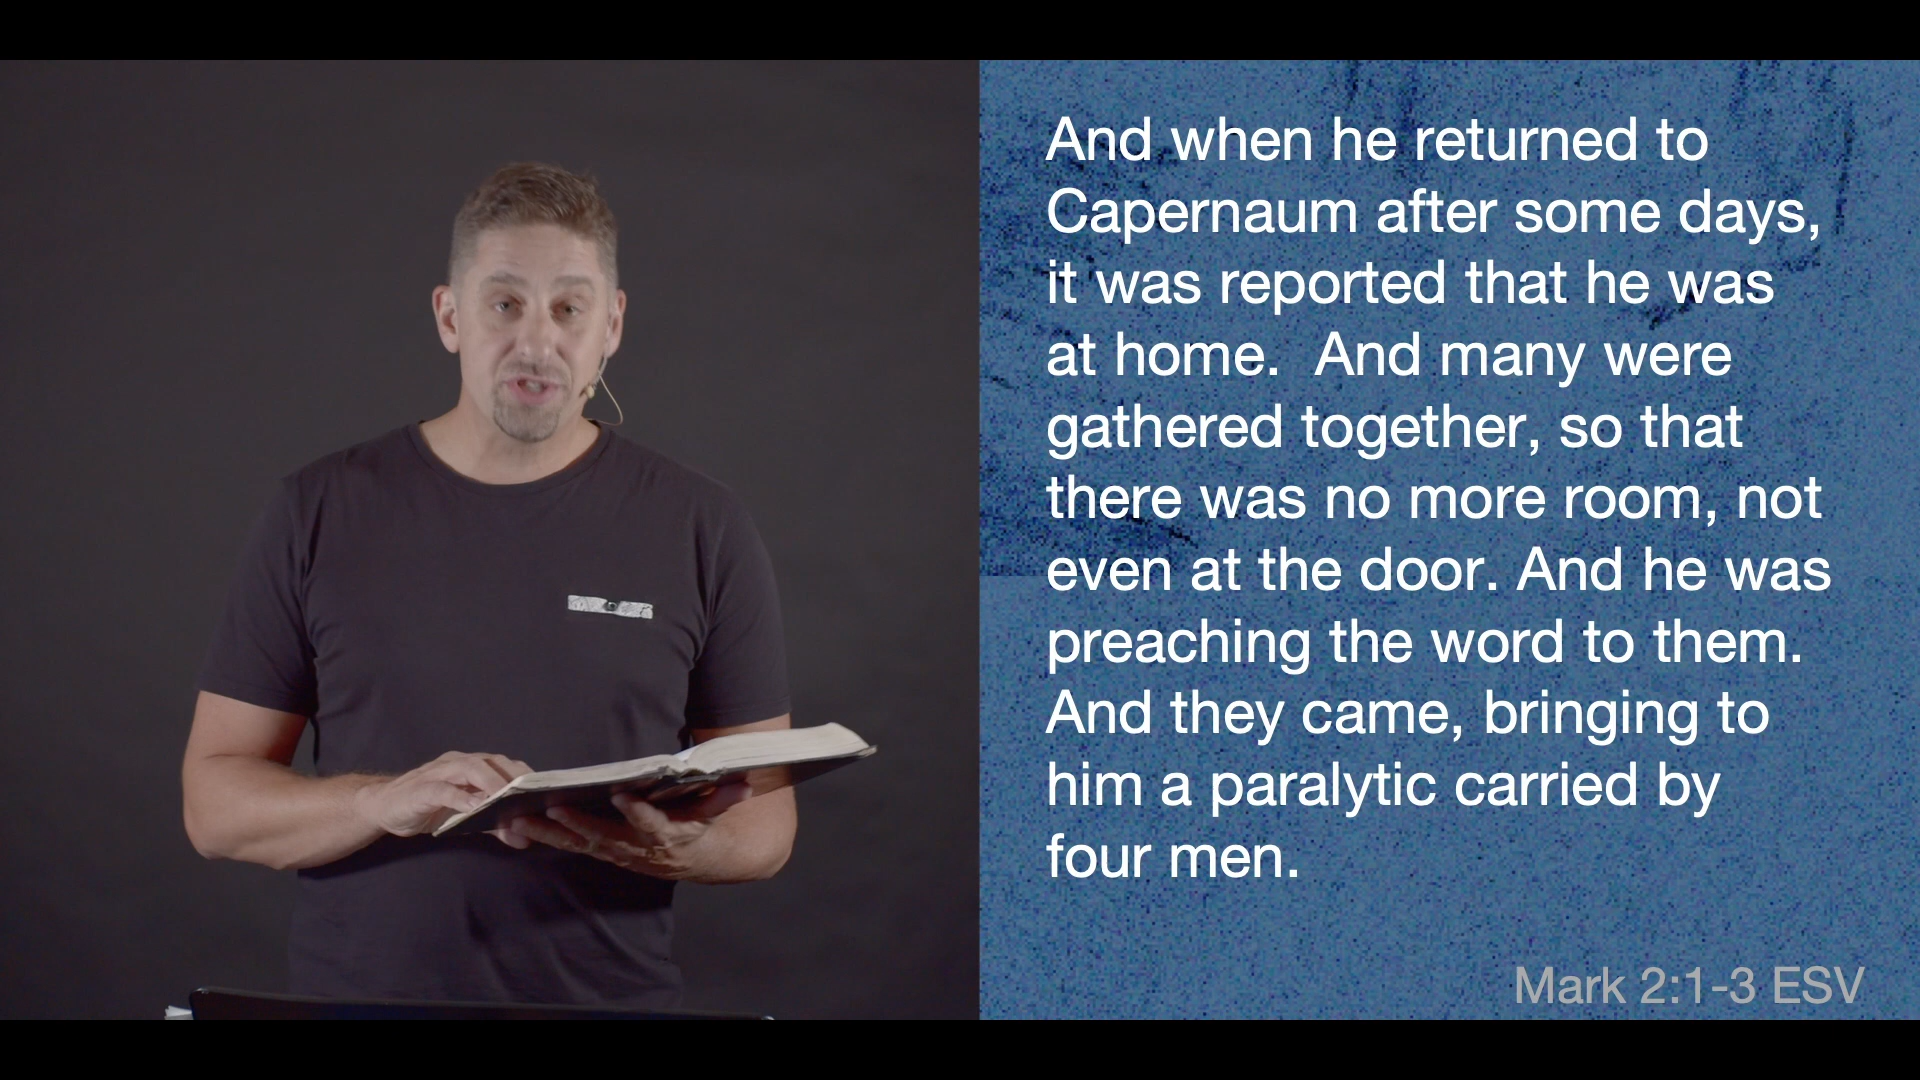 And when he returned to
Capernaum after some days,
it was reported that he was
at home.  And many were
gathered together, so that
there was no more room, not
even at the door. And he was
preaching the word to them.
And they came, bringing to
him a paralytic carried by
four men.
Mark 2:1-3 ESV